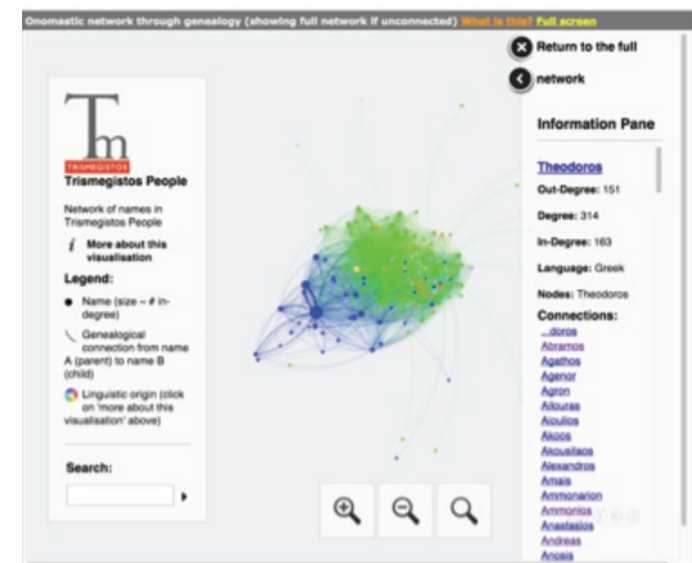 Onomastic network through genealogy (showing full network if unconnected) What is this? Full screen
Tm
TRISMEGISTOS
Trismegistos People
Network of names in
Trismegistos People
i More about this
visualisation
Legend:
Name (size ~ # in-
degree)
Genealogical
connection from name
A (parent) to name B
(child)
Linguistic origin (click
on 'more about this
visualisation' above)
Search:
Return to the full
network
Information Pane
Theodoros
Out-Degree: 151
Degree: 314
In-Degree: 163
Language: Greek
Nodes: Theodoros
Connections:
...doros
Abramos
Agathos
Agenor
Agron
Ailouras
Aioulios
Akoos
Akousilaos
Alexandros
Amais
Ammonarion
Ammonios
Anastasios
Andreas
Anosis